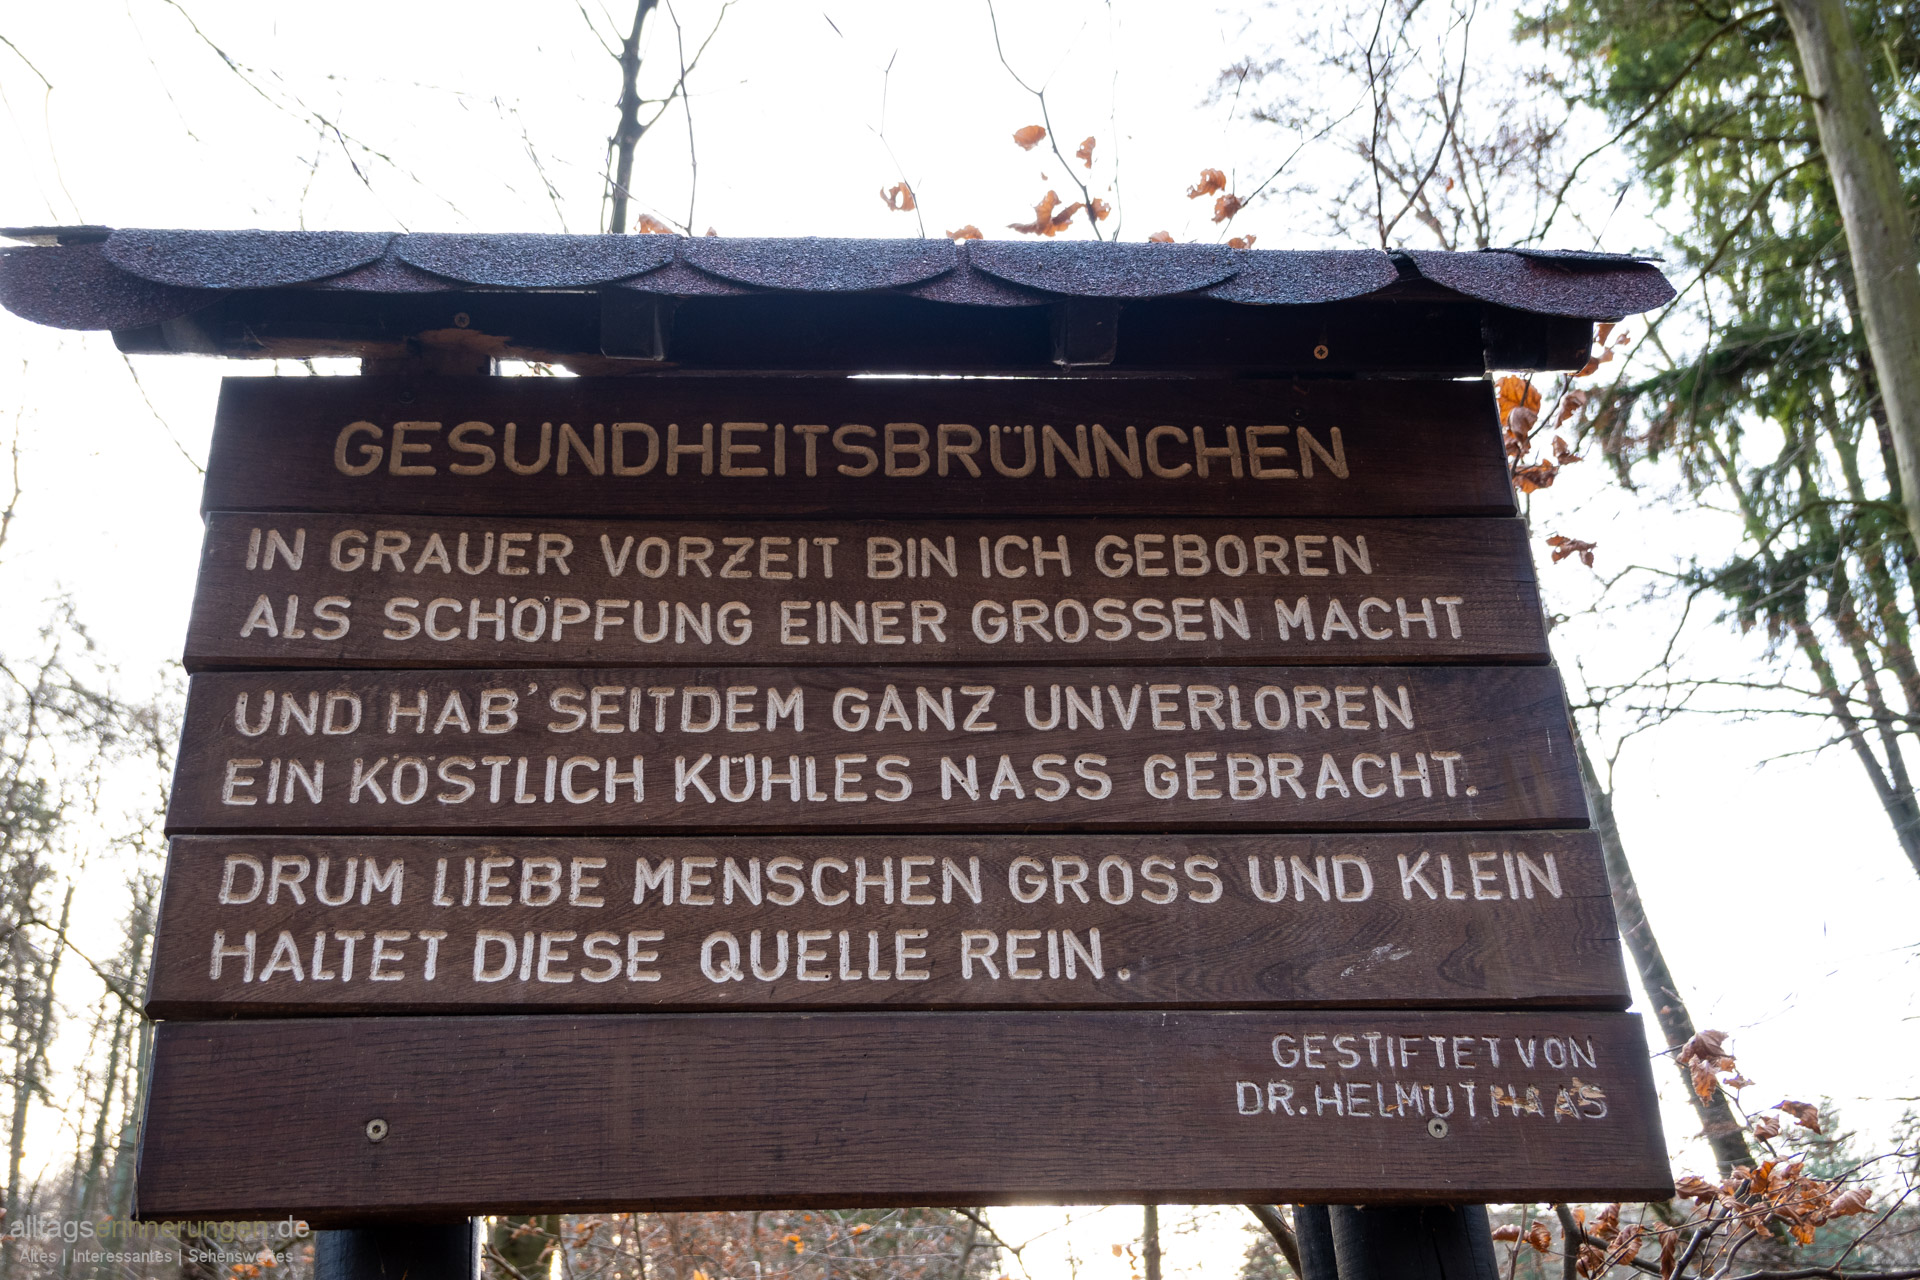 GESUNDHEITSBRÜNNCHEN
IN GRAUER VORZEIT BIN ICH GEBOREN
ALS SCHÖPFUNG EINER GROSSEN MACHT
UND HAB' SEITDEM GANZ UNVERLOREN
EIN KÖSTLICH KÜHLES NASS GEBRACHT.
DRUM LIEBE MENSCHEN GROSS UND KLEIN
HALTET DIESE QUELLE REIN.
GESTIFTET VON
DR. HELMUT HAAS
alltagserinnerungen.de
Altes | Interessantes | Sehenswertes